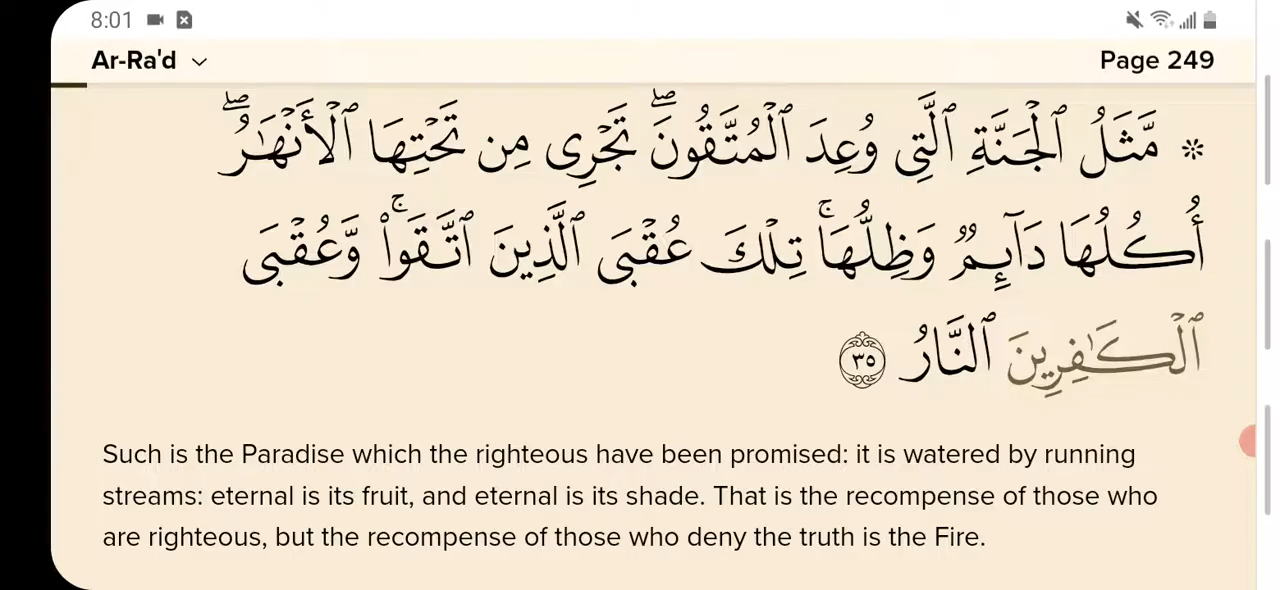 8:01
Ar-Ra'd
Page 249
* مَّثَلُ ٱلْجَنَّةِ ٱلَّتِى وُعِدَ ٱلْمُتَّقُونَ ۖ تَجْرِى مِن تَحْتِهَا ٱلْأَنْهَـٰرُ ۖ
أُكُلُهَا دَآئِمٌ وَظِلُّهَا ۚ تِلْكَ عُقْبَى ٱلَّذِينَ ٱتَّقَوا۟ ۚ وَّعُقْبَى
ٱلْكَـٰفِرِينَ ٱلنَّارُ ٣٥
Such is the Paradise which the righteous have been promised: it is watered by running
streams: eternal is its fruit, and eternal is its shade. That is the recompense of those who
are righteous, but the recompense of those who deny the truth is the Fire.